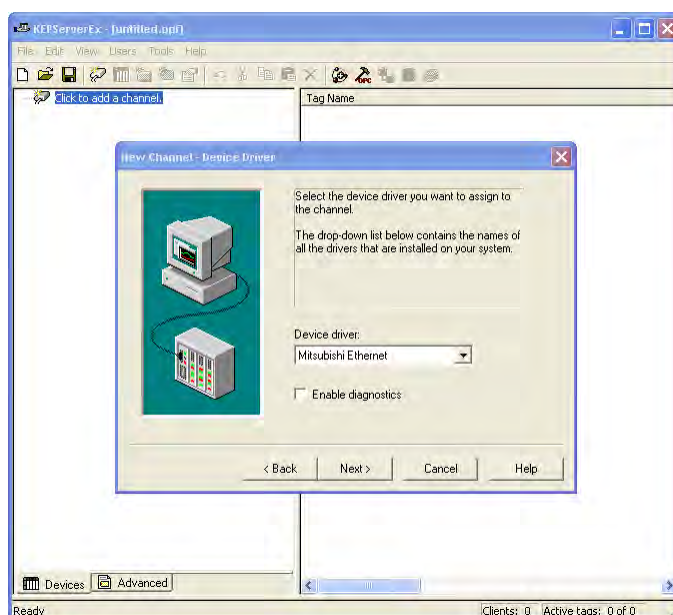 KEPServerEx - [untitled.opf]
File Edit View Users Tools Help
OPC
Click to add a channel.
Tag Name
New Channel - Device Driver
Select the device driver you want to assign to
the channel.
The drop-down list below contains the names of
all the drivers that are installed on your system.
Device driver:
Mitsubishi Ethernet
Enable diagnostics
< Back Next > Cancel Help
Devices Advanced
Ready
Clients: 0 Active tags: 0 of 0